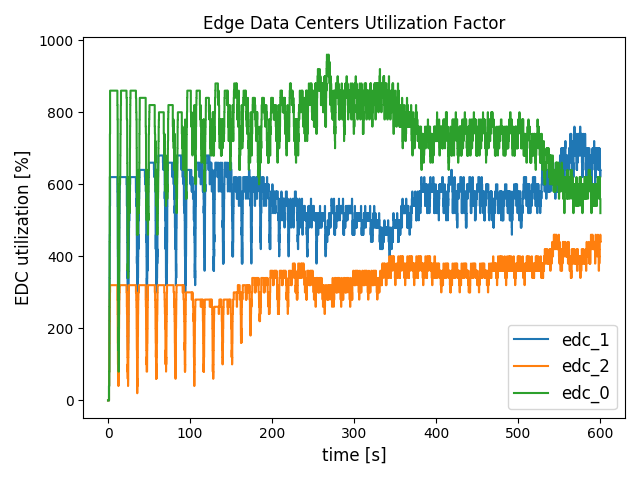 Edge Data Centers Utilization Factor
EDC utilization [%]
1000
800
600
400
200
0
0 100 200 300 400 500 600
time [s]
edc_1
edc_2
edc_0